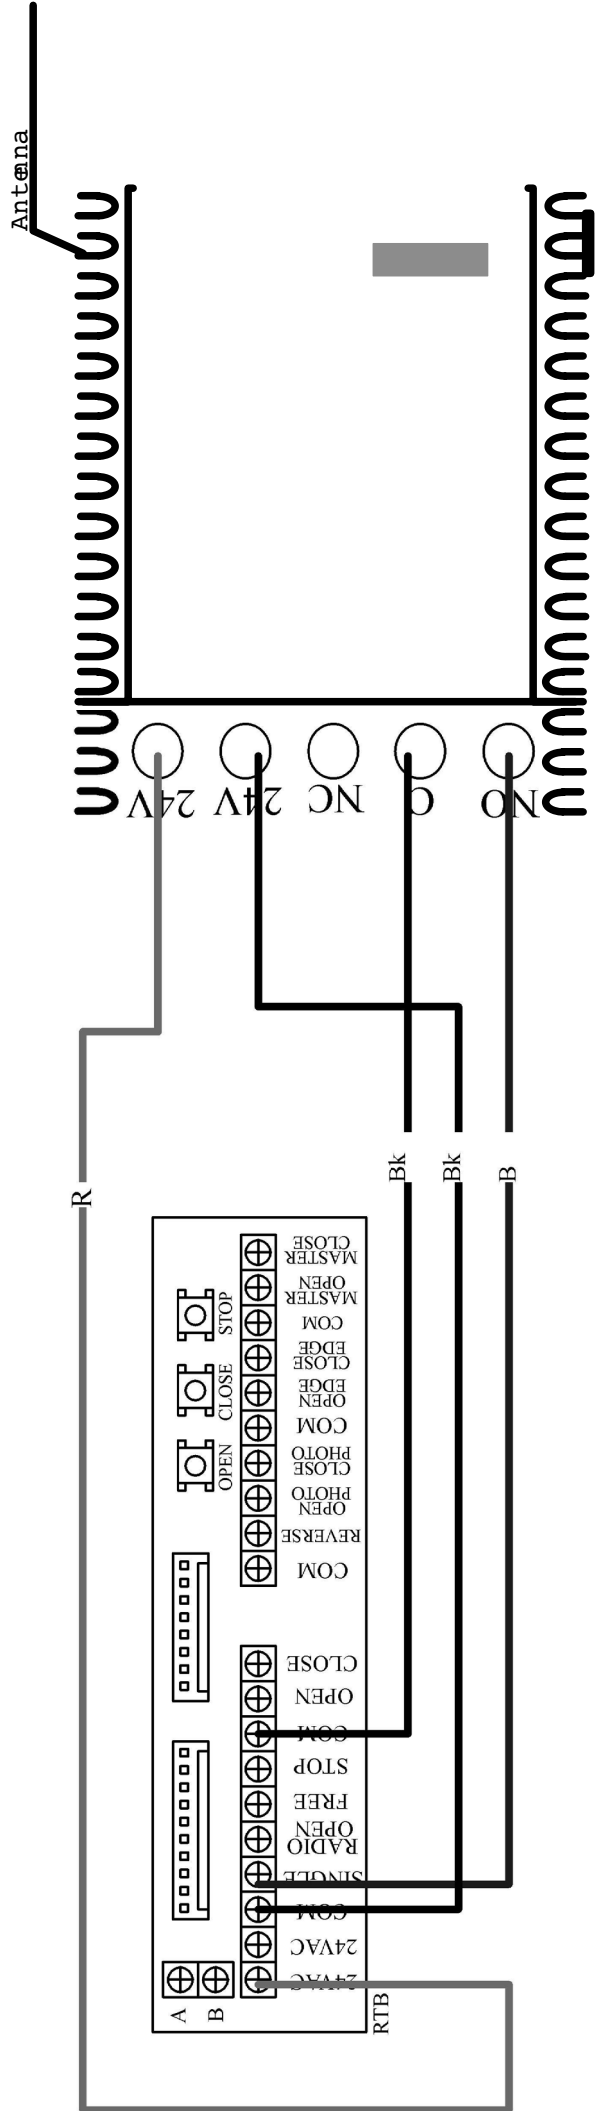 Antenna
24V
24V
NC
C
NO
Bk
Bk
B
R
MASTER
CLOSE
MASTER
OPEN
COM
CLOSE
EDGE
OPEN
EDGE
COM
CLOSE
PHOTO
OPEN
PHOTO
REVERSE
COM
STOP
CLOSE
OPEN
CLOSE
OPEN
COM
STOP
FREE
RADIO
OPEN
SINGLE
COM
24VAC
24VAC
A
B
RTB